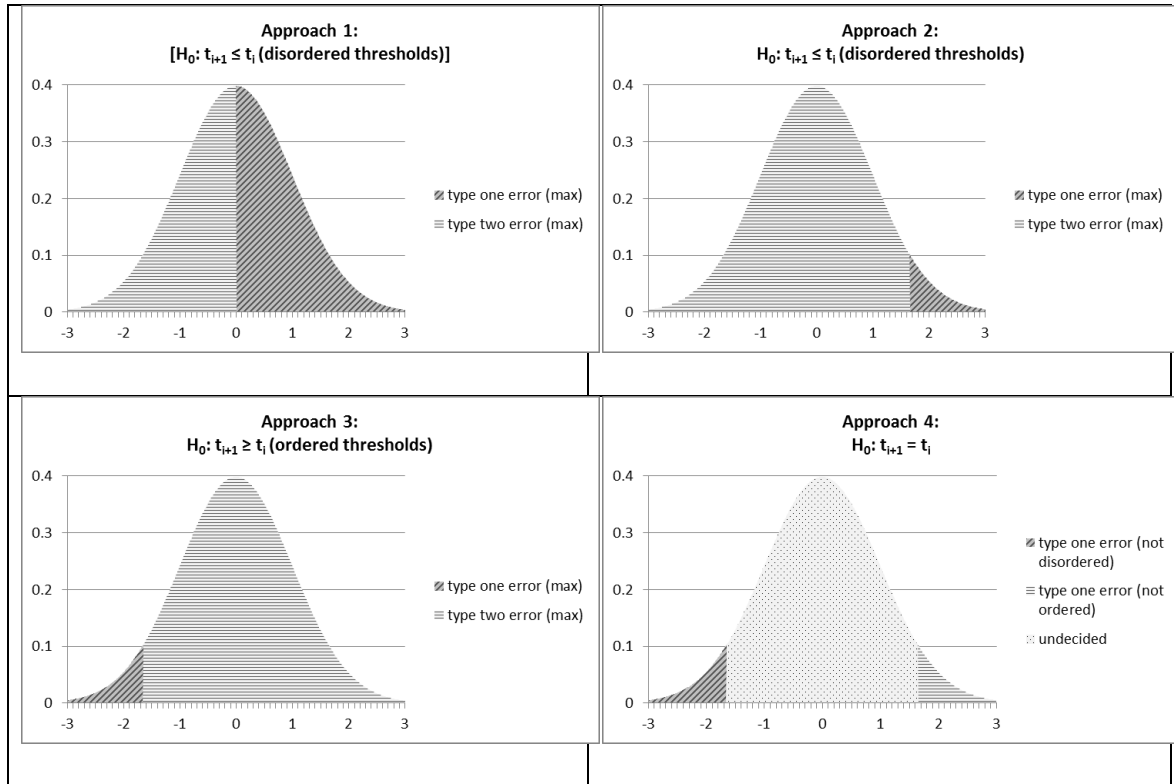 Approach 1:
[H₀: tᵢ₊₁ ≤ tᵢ (disordered thresholds)]
0.4
0.3
0.2
0.1
0
-3 -2 -1 0 1 2 3
type one error (max)
type two error (max)
Approach 2:
H₀: tᵢ₊₁ ≤ tᵢ (disordered thresholds)
0.4
0.3
0.2
0.1
0
-3 -2 -1 0 1 2 3
type one error (max)
type two error (max)
Approach 3:
H₀: tᵢ₊₁ ≥ tᵢ (ordered thresholds)
0.4
0.3
0.2
0.1
0
-3 -2 -1 0 1 2 3
type one error (max)
type two error (max)
Approach 4:
H₀: tᵢ₊₁ = tᵢ
0.4
0.3
0.2
0.1
0
-3 -2 -1 0 1 2 3
type one error (not
disordered)
type one error (not
ordered)
undecided